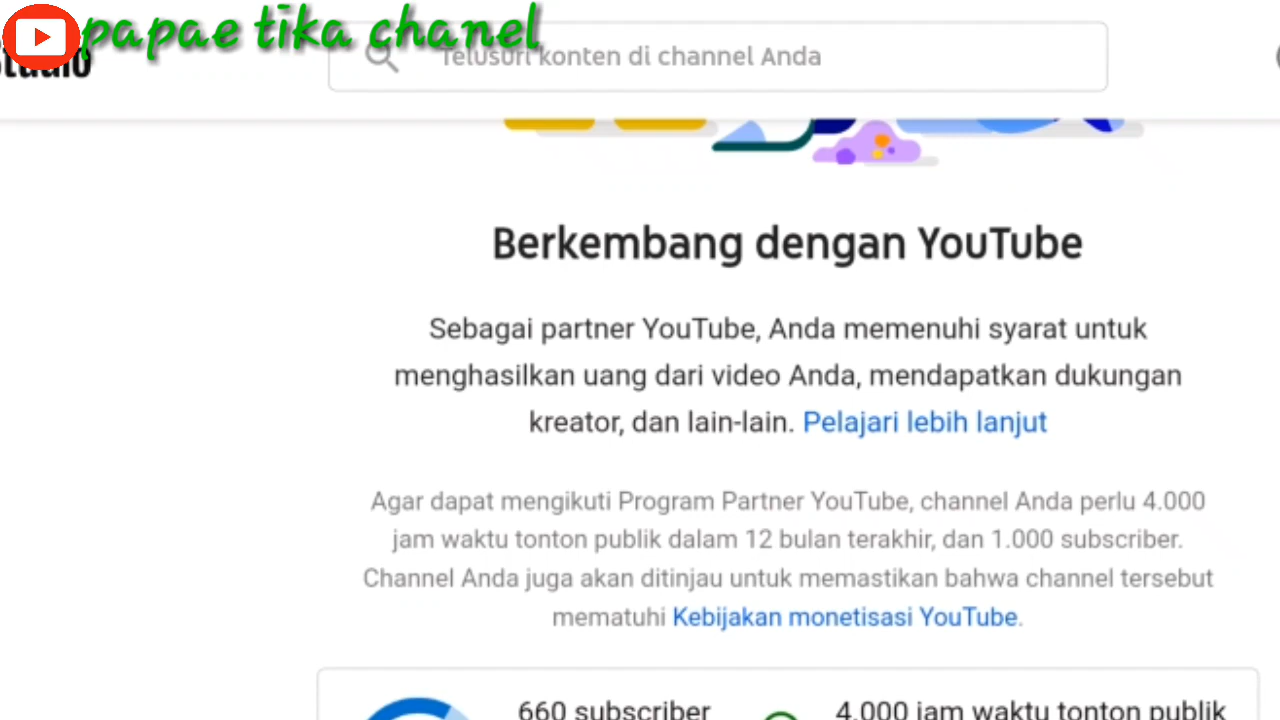 papae tika chanel
Studio
Telusuri konten di channel Anda
Berkembang dengan YouTube
Sebagai partner YouTube, Anda memenuhi syarat untuk
menghasilkan uang dari video Anda, mendapatkan dukungan
kreator, dan lain-lain. Pelajari lebih lanjut
Agar dapat mengikuti Program Partner YouTube, channel Anda perlu 4.000
jam waktu tonton publik dalam 12 bulan terakhir, dan 1.000 subscriber.
Channel Anda juga akan ditinjau untuk memastikan bahwa channel tersebut
mematuhi Kebijakan monetisasi YouTube.
660 subscriber
4.000 jam waktu tonton publik